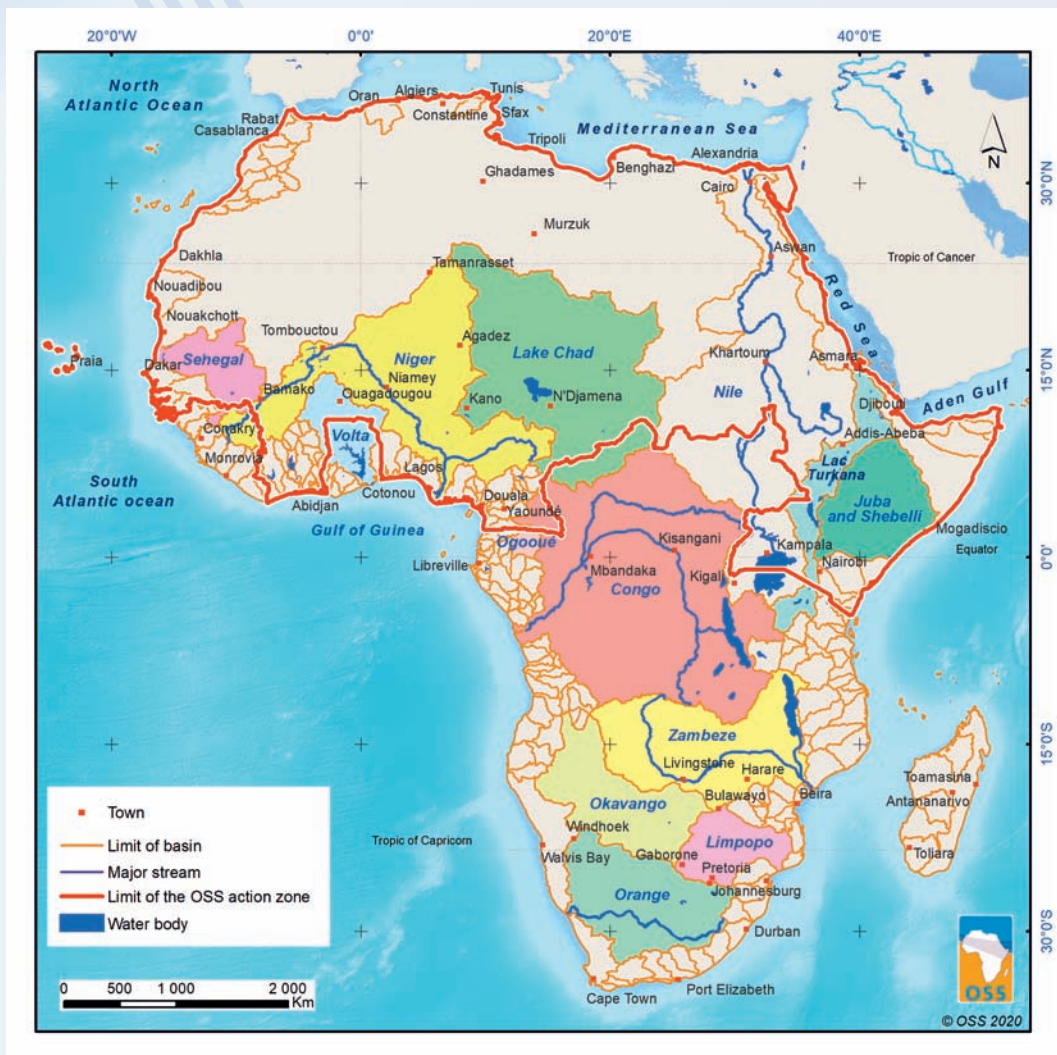 20°0'W
0°0'
20°0'E
40°0'E
North
Atlantic Ocean
Oran
Algiers
Tunis
Constantine
Sfax
Rabat
Casablanca
Tripoli
Mediterranean Sea
Benghazi
Alexandria
Cairo
N
30°0'N
Ghadames
Murzuk
Dakhla
Tamanrasset
Aswan
Tropic of Cancer
Nouadibou
Nouakchott
Red Sea
Tombouctou
Agadez
Lake Chad
Khartoum
Asmara
15°0'N
Praia
Dakar
Sehegal
Niger
Niamey
Bamako
Ouagadougou
Kano
N'Djamena
Nile
Djibouti
Aden Gulf
Conakry
Volta
Addis-Abeba
Monrovia
Lagos
Lac
Turkana
South
Atlantic ocean
Abidjan
Cotonou
Douala
Yaoundé
Juba
and Shebelli
Gulf of Guinea
Ogooué
Kisangani
Kampala
Mogadiscio
Equator
0°0'
Libreville
Mbandaka
Congo
Kigali
Nairobi
Zambeze
15°0'S
Livingstone
Harare
Toamasina
Okavango
Bulawayo
Beira
Antananarivo
Tropic of Capricorn
Windhoek
Limpopo
Walvis Bay
Gaborone
Toliara
Pretoria
Orange
Johannesburg
Durban
30°0'S
Cape Town
Port Elizabeth
Town
Limit of basin
Major stream
Limit of the OSS action zone
Water body
0 500 1 000 2 000
Km
OSS
© OSS 2020